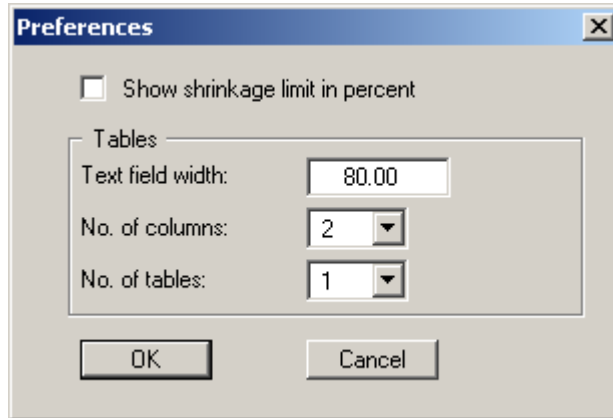 Preferences
Show shrinkage limit in percent
Tables
Text field width: 80.00
No. of columns: 2
No. of tables: 1
OK Cancel